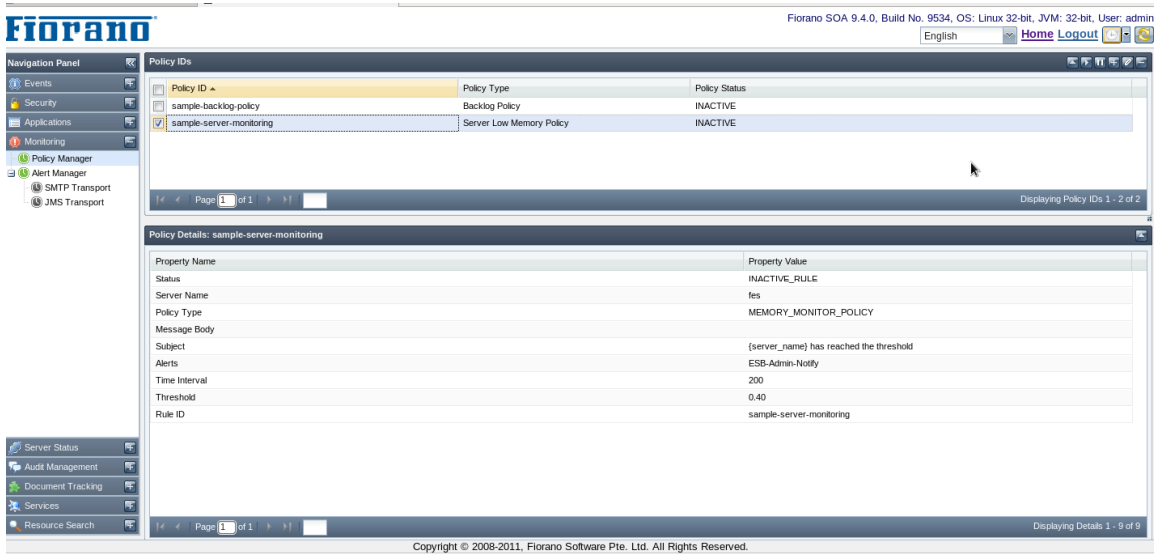 Fiorano
Fiorano SOA 9.4.0, Build No. 9534, OS: Linux 32-bit, JVM: 32-bit, User: admin
English Home Logout
Navigation Panel
Events
Security
Applications
Monitoring
Policy Manager
Alert Manager
SMTP Transport
JMS Transport
Server Status
Audit Management
Document Tracking
Services
Resource Search
Policy IDs
Policy ID Policy Type Policy Status
sample-backlog-policy Backlog Policy INACTIVE
sample-server-monitoring Server Low Memory Policy INACTIVE
Page 1 of 1 Displaying Policy IDs 1 - 2 of 2
Policy Details: sample-server-monitoring
Property Name Property Value
Status INACTIVE_RULE
Server Name fes
Policy Type MEMORY_MONITOR_POLICY
Message Body
Subject {server_name} has reached the threshold
Alerts ESB-Admin-Notify
Time Interval 200
Threshold 0.40
Rule ID sample-server-monitoring
Page 1 of 1 Displaying Details 1 - 9 of 9
Copyright © 2008-2011, Fiorano Software Pte. Ltd. All Rights Reserved.